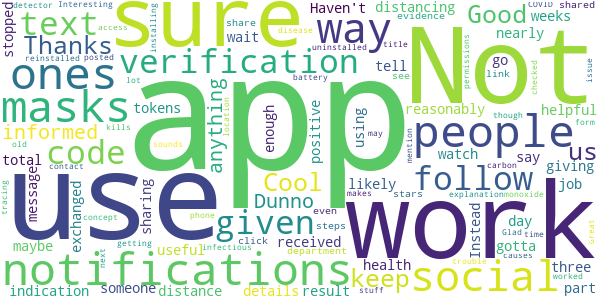 stopped
detector
Interesting
text
Thanks
ones
masks
informed
code
installing
access
share
wait
reinstalled
posted
sure
verification
battery
lot
tokens
kills
location
sounds
anything
enough
uninstalled
disease
Haven't
way
tell
positive
using
may
title
evidence
see
distancing
COVID
shared
Good
weeks
nearly
go
link
permissions
checked
issue
reasonably
helpful
mention
though
form
app
Not
people
us
old
total
message
use
given
Cool
Dunno
likely
stars
work
follow
watch
say
giving
carbon
explanation
monoxide
job
day
gotta
Glad
time
Instead
tracing
contact
exchanged
sharing
makes
concept
phone
even
received
steps
notifications
maybe
getting
useful
click
department
health
keep
social
causes
three
worked
part
Great
trouble
indication
someone
next
distance
infectious
details
result
stuff